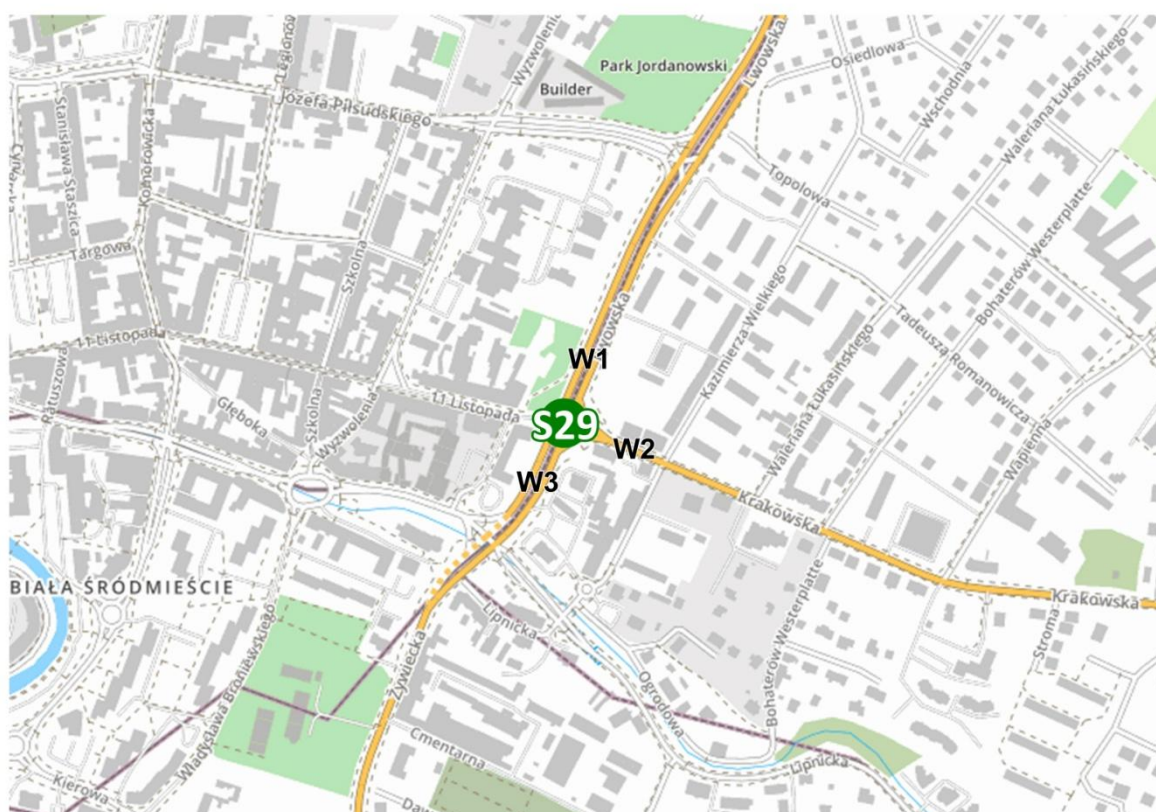 Park Jordanowski
Builder
Wyzwolenia
Legionów
Józefa Piłsudskiego
Lwowska
Osiedlowa
Wschodnia
Waleriana Łukasińskiego
Stanisława Staszica
Komorowicka
Topolowa
Bohaterów Westerplatte
Targowa
Szkolna
Kazimierza Wielkiego
Tadeusza Romanowicza
11 Listopada
W1
Lwowska
Waleriana Łukasińskiego
Ratuszowa
Głęboka
Szkolna
Wyzwolenia
11 Listopada
S29
W2
W3
Wapienna
Krakowska
BIAŁA ŚRÓDMIEŚCIE
Krakowska
Lipnicka
Bohaterów Westerplatte
Stroma
Władysława Broniewskiego
Żywiecka
Ogrodowa
Cmentarna
Lipnicka
Kierowa